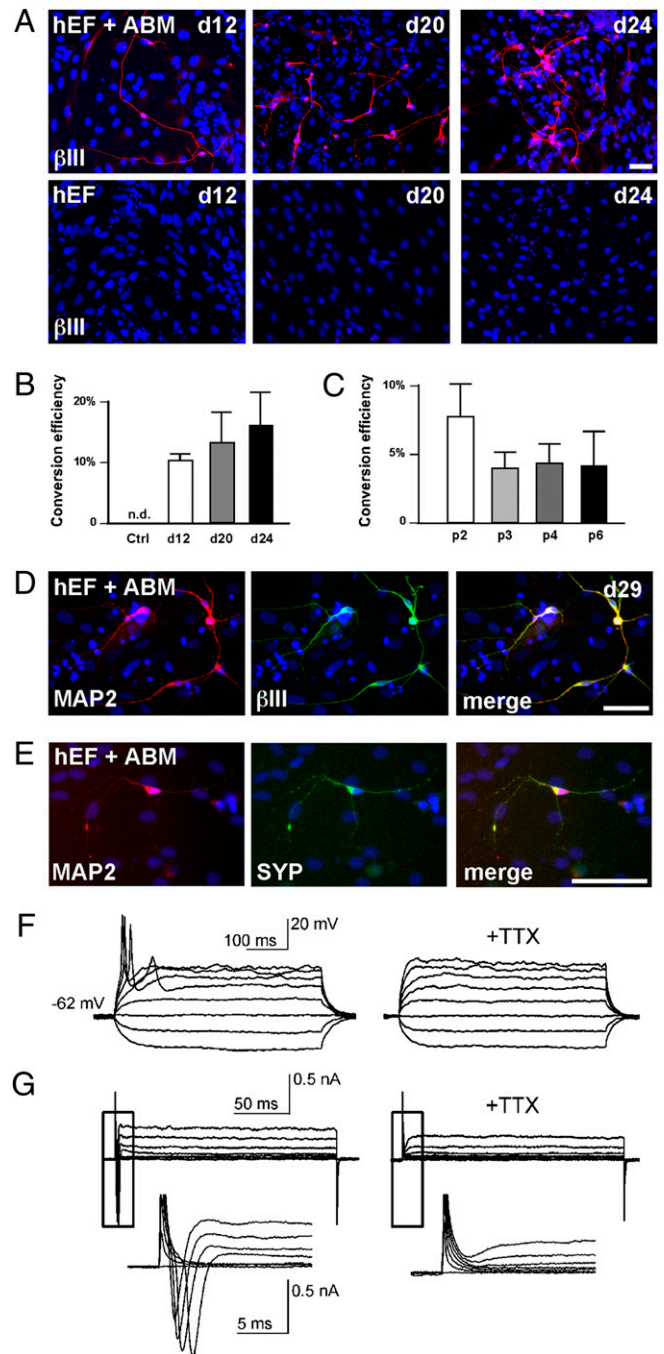 A
hEF + ABM d12
d20
d24
βIII
hEF d12
d20
d24
βIII
B
Conversion efficiency
20%
10%
0
n.d.
Ctrl d12 d20 d24
C
Conversion efficiency
10%
5%
0
p2 p3 p4 p6
D
hEF + ABM
d29
MAP2
βIII
merge
E
hEF + ABM
MAP2
SYP
merge
F
20 mV
100 ms
-62 mV
+TTX
G
0.5 nA
50 ms
+TTX
0.5 nA
5 ms